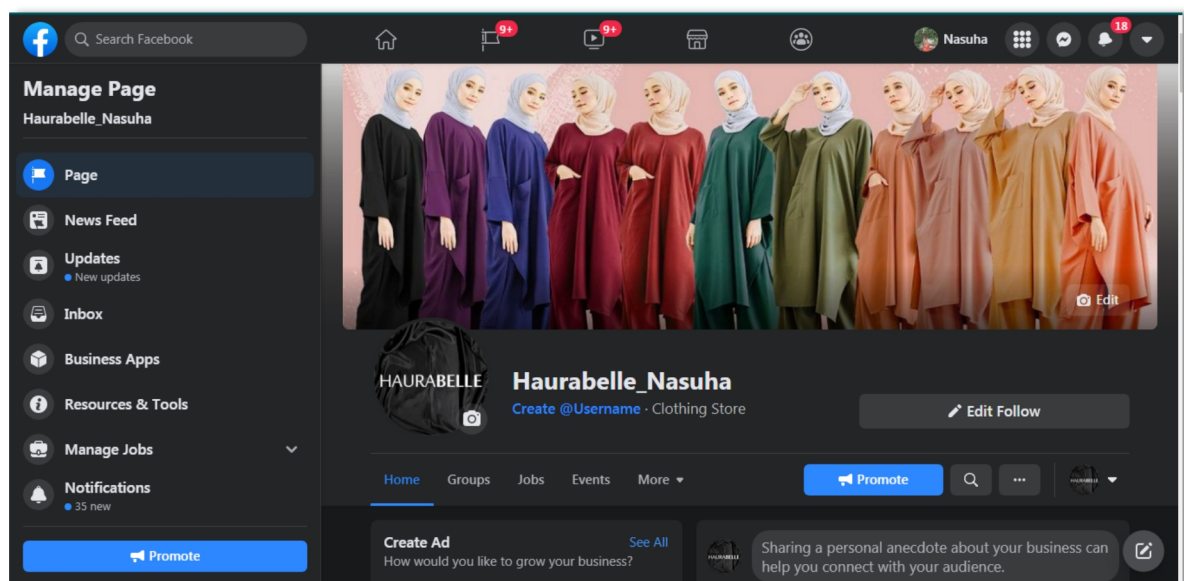 Search Facebook
9+
9+
Nasuha
18
Manage Page
Haurabelle_Nasuha
Page
News Feed
Updates
New updates
Inbox
Business Apps
Resources & Tools
Manage Jobs
Notifications
35 new
Promote
Edit
HAURABELLE
Haurabelle_Nasuha
Create @Username · Clothing Store
Edit Follow
Home Groups Jobs Events More
Promote
HAURABELLE
Create Ad
See All
How would you like to grow your business?
HAURABELLE
Sharing a personal anecdote about your business can
help you connect with your audience.